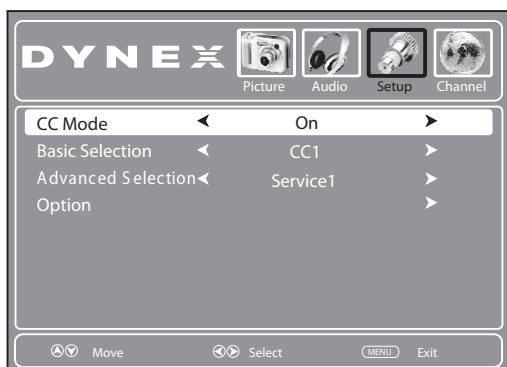 DYNEX
Picture Audio Setup Channel
CC Mode On
Basic Selection CC1
Advanced Selection Service1
Option
Move Select MENU Exit